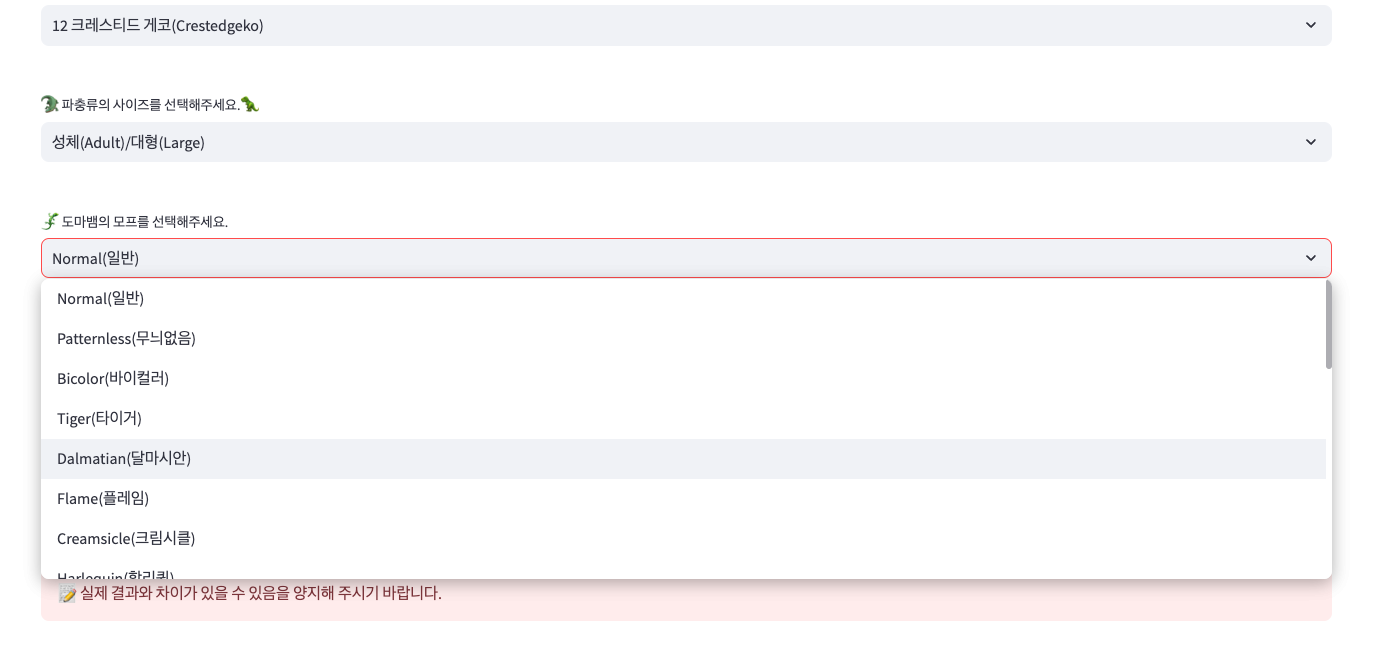 12 크레스티드 게코(Crestedgeko)
파충류의 사이즈를 선택해주세요.
성체(Adult)/대형(Large)
도마뱀의 모프를 선택해주세요.
Normal(일반)
Normal(일반)
Patternless(무늬없음)
Bicolor(바이컬러)
Tiger(타이거)
Dalmatian(달마시안)
Flame(플레임)
Creamsicle(크림시클)
Harlequin(할리퀸)
실제 결과와 차이가 있을 수 있음을 양지해 주시기 바랍니다.